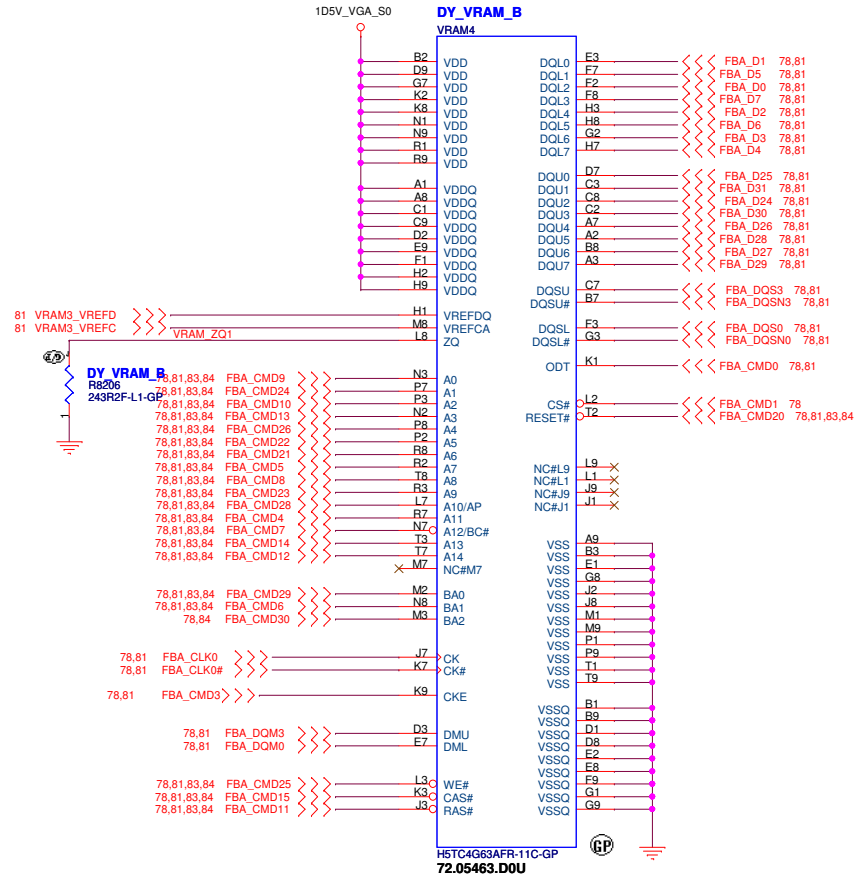 1D5V_VGA_S0
DY_VRAM_B
VRAM4
B2 VDD DQL0 E3 FBA_D1 78,81
D9 VDD DQL1 F7 FBA_D5 78,81
G7 VDD DQL2 F2 FBA_D0 78,81
K2 VDD DQL3 F8 FBA_D7 78,81
K8 VDD DQL4 H3 FBA_D2 78,81
N1 VDD DQL5 H8 FBA_D6 78,81
N9 VDD DQL6 G2 FBA_D3 78,81
R1 VDD DQL7 H7 FBA_D4 78,81
R9 VDD
DQU0 D7 FBA_D25 78,81
A1 VDDQ DQU1 C3 FBA_D31 78,81
A8 VDDQ DQU2 C8 FBA_D24 78,81
C1 VDDQ DQU3 C2 FBA_D30 78,81
C9 VDDQ DQU4 A7 FBA_D26 78,81
D2 VDDQ DQU5 A2 FBA_D28 78,81
E9 VDDQ DQU6 B8 FBA_D27 78,81
F1 VDDQ DQU7 A3 FBA_D29 78,81
H2 VDDQ
H9 VDDQ DQSU C7 FBA_DQS3 78,81
DQSU# B7 FBA_DQSN3 78,81
81 VRAM3_VREFD H1 VREFDQ
81 VRAM3_VREFC M8 VREFCA DQSL F3 FBA_DQS0 78,81
VRAM_ZQ1 L8 ZQ DQSL# G3 FBA_DQSN0 78,81
ODT K1 FBA_CMD0 78,81
DY_VRAM_B
R8206
243R2F-L1-GP
1
78,81,83,84 FBA_CMD9 N3 A0
78,81,83,84 FBA_CMD24 P7 A1
78,81,83,84 FBA_CMD10 P3 A2 CS# L2 FBA_CMD1 78
78,81,83,84 FBA_CMD13 N2 A3 RESET# T2 FBA_CMD20 78,81,83,84
78,81,83,84 FBA_CMD26 P8 A4
78,81,83,84 FBA_CMD22 P2 A5
78,81,83,84 FBA_CMD21 R8 A6
78,81,83,84 FBA_CMD5 R2 A7 NC#L9 L9
78,81,83,84 FBA_CMD8 T8 A8 NC#L1 L1
78,81,83,84 FBA_CMD23 R3 A9 NC#J9 J9
78,81,83,84 FBA_CMD28 L7 A10/AP NC#J1 J1
78,81,83,84 FBA_CMD4 R7 A11
78,81,83,84 FBA_CMD7 N7 A12/BC#
78,81,83,84 FBA_CMD14 T3 A13 VSS A9
78,81,83,84 FBA_CMD12 T7 A14 VSS B3
M7 NC#M7 VSS E1
VSS G8
78,81,83,84 FBA_CMD29 M2 BA0 VSS J2
78,81,83,84 FBA_CMD6 N8 BA1 VSS J8
78,84 FBA_CMD30 M3 BA2 VSS M1
VSS M9
VSS P1
78,81 FBA_CLK0 J7 CK VSS P9
78,81 FBA_CLK0# K7 CK# VSS T1
VSS T9
78,81 FBA_CMD3 K9 CKE
VSSQ B1
VSSQ B9
78,81 FBA_DQM3 D3 DMU VSSQ D1
78,81 FBA_DQM0 E7 DML VSSQ D8
VSSQ E2
VSSQ E8
78,81,83,84 FBA_CMD25 L3 WE# VSSQ F9
78,81,83,84 FBA_CMD15 K3 CAS# VSSQ G1
78,81,83,84 FBA_CMD11 J3 RAS# VSSQ G9
GP
H5TC4G63AFR-11C-GP
72.05463.D0U